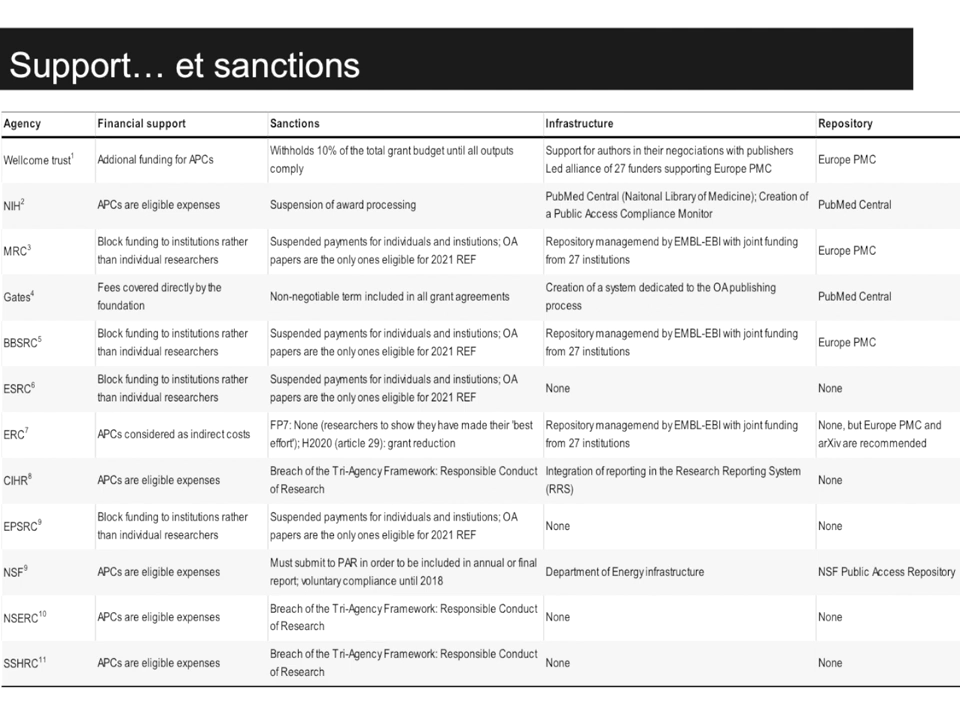 Support… et sanctions
Agency Financial support Sanctions Infrastructure Repository
Wellcome trust1 Addional funding for APCs Withholds 10% of the total grant budget until all outputs comply Support for authors in their negociations with publishers Led alliance of 27 funders supporting Europe PMC Europe PMC
NIH2 APCs are eligible expenses Suspension of award processing PubMed Central (Naitonal Library of Medicine); Creation of a Public Access Compliance Monitor PubMed Central
MRC3 Block funding to institutions rather than individual researchers Suspended payments for individuals and instiutions; OA papers are the only ones eligible for 2021 REF Repository managemend by EMBL-EBI with joint funding from 27 institutions Europe PMC
Gates4 Fees covered directly by the foundation Non-negotiable term included in all grant agreements Creation of a system dedicated to the OA publishing process PubMed Central
BBSRC5 Block funding to institutions rather than individual researchers Suspended payments for individuals and instiutions; OA papers are the only ones eligible for 2021 REF Repository managemend by EMBL-EBI with joint funding from 27 institutions Europe PMC
ESRC6 Block funding to institutions rather than individual researchers Suspended payments for individuals and instiutions; OA papers are the only ones eligible for 2021 REF None None
ERC7 APCs considered as indirect costs FP7: None (researchers to show they have made their 'best effort'); H2020 (article 29): grant reduction Repository managemend by EMBL-EBI with joint funding from 27 institutions None, but Europe PMC and arXiv are recommended
CIHR8 APCs are eligible expenses Breach of the Tri-Agency Framework: Responsible Conduct of Research Integration of reporting in the Research Reporting System (RRS) None
EPSRC9 Block funding to institutions rather than individual researchers Suspended payments for individuals and instiutions; OA papers are the only ones eligible for 2021 REF None None
NSF9 APCs are eligible expenses Must submit to PAR in order to be included in annual or final report; voluntary compliance until 2018 Department of Energy infrastructure NSF Public Access Repository
NSERC10 APCs are eligible expenses Breach of the Tri-Agency Framework: Responsible Conduct of Research None None
SSHRC11 APCs are eligible expenses Breach of the Tri-Agency Framework: Responsible Conduct of Research None None